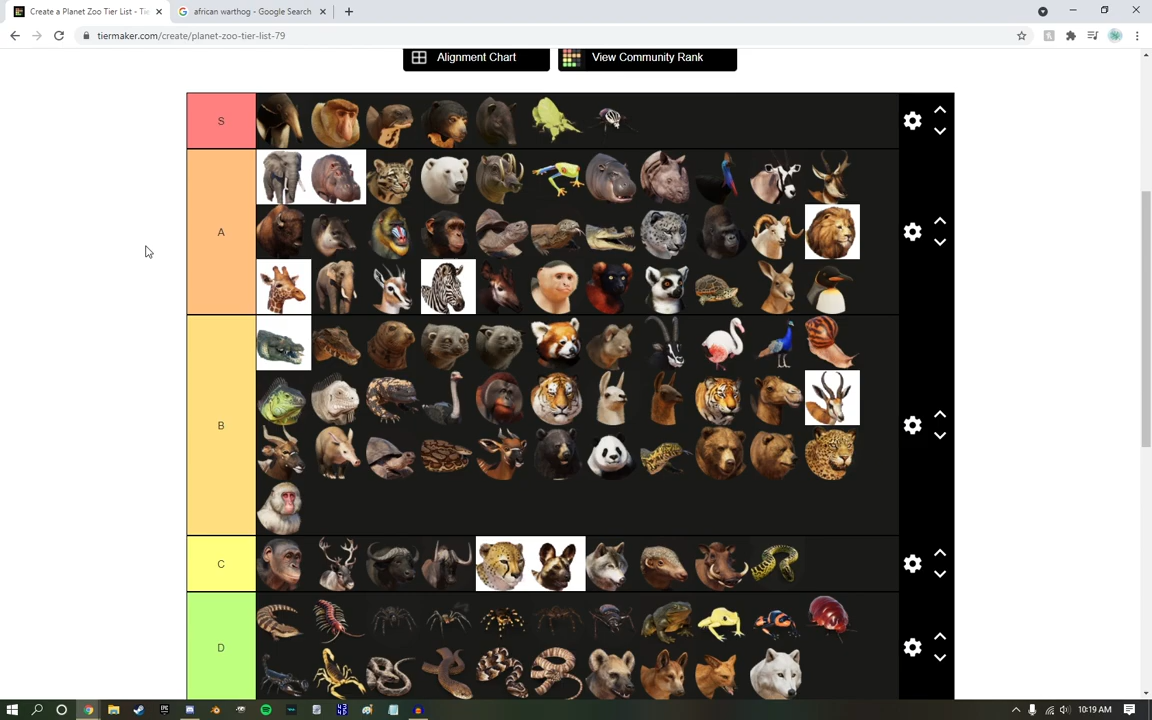 Create a Planet Zoo Tier List - Tie
african warthog - Google Search
tiermaker.com/create/planet-zoo-tier-list-79
Alignment Chart
View Community Rank
S
A
B
C
D
10:19 AM